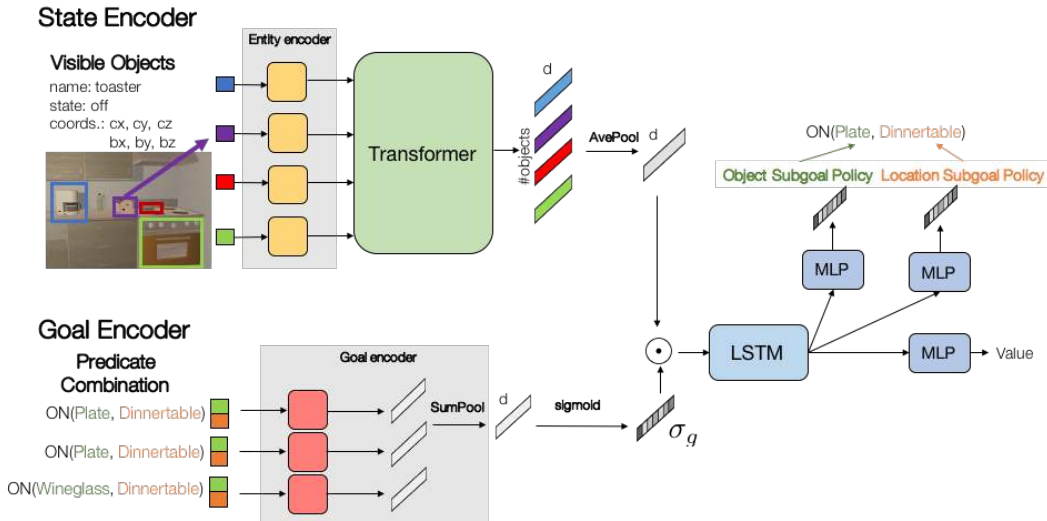 State Encoder
Visible Objects
name: toaster
state: off
coords.: cx, cy, cz
bx, by, bz
Entity encoder
Transformer
#objects
d
AvePool
d
ON(Plate, Dinnertable)
Object Subgoal Policy Location Subgoal Policy
MLP
MLP
LSTM
MLP
Value
Goal Encoder
Predicate
Combination
ON(Plate, Dinnertable)
ON(Plate, Dinnertable)
ON(Wineglass, Dinnertable)
Goal encoder
SumPool
d
sigmoid
σg